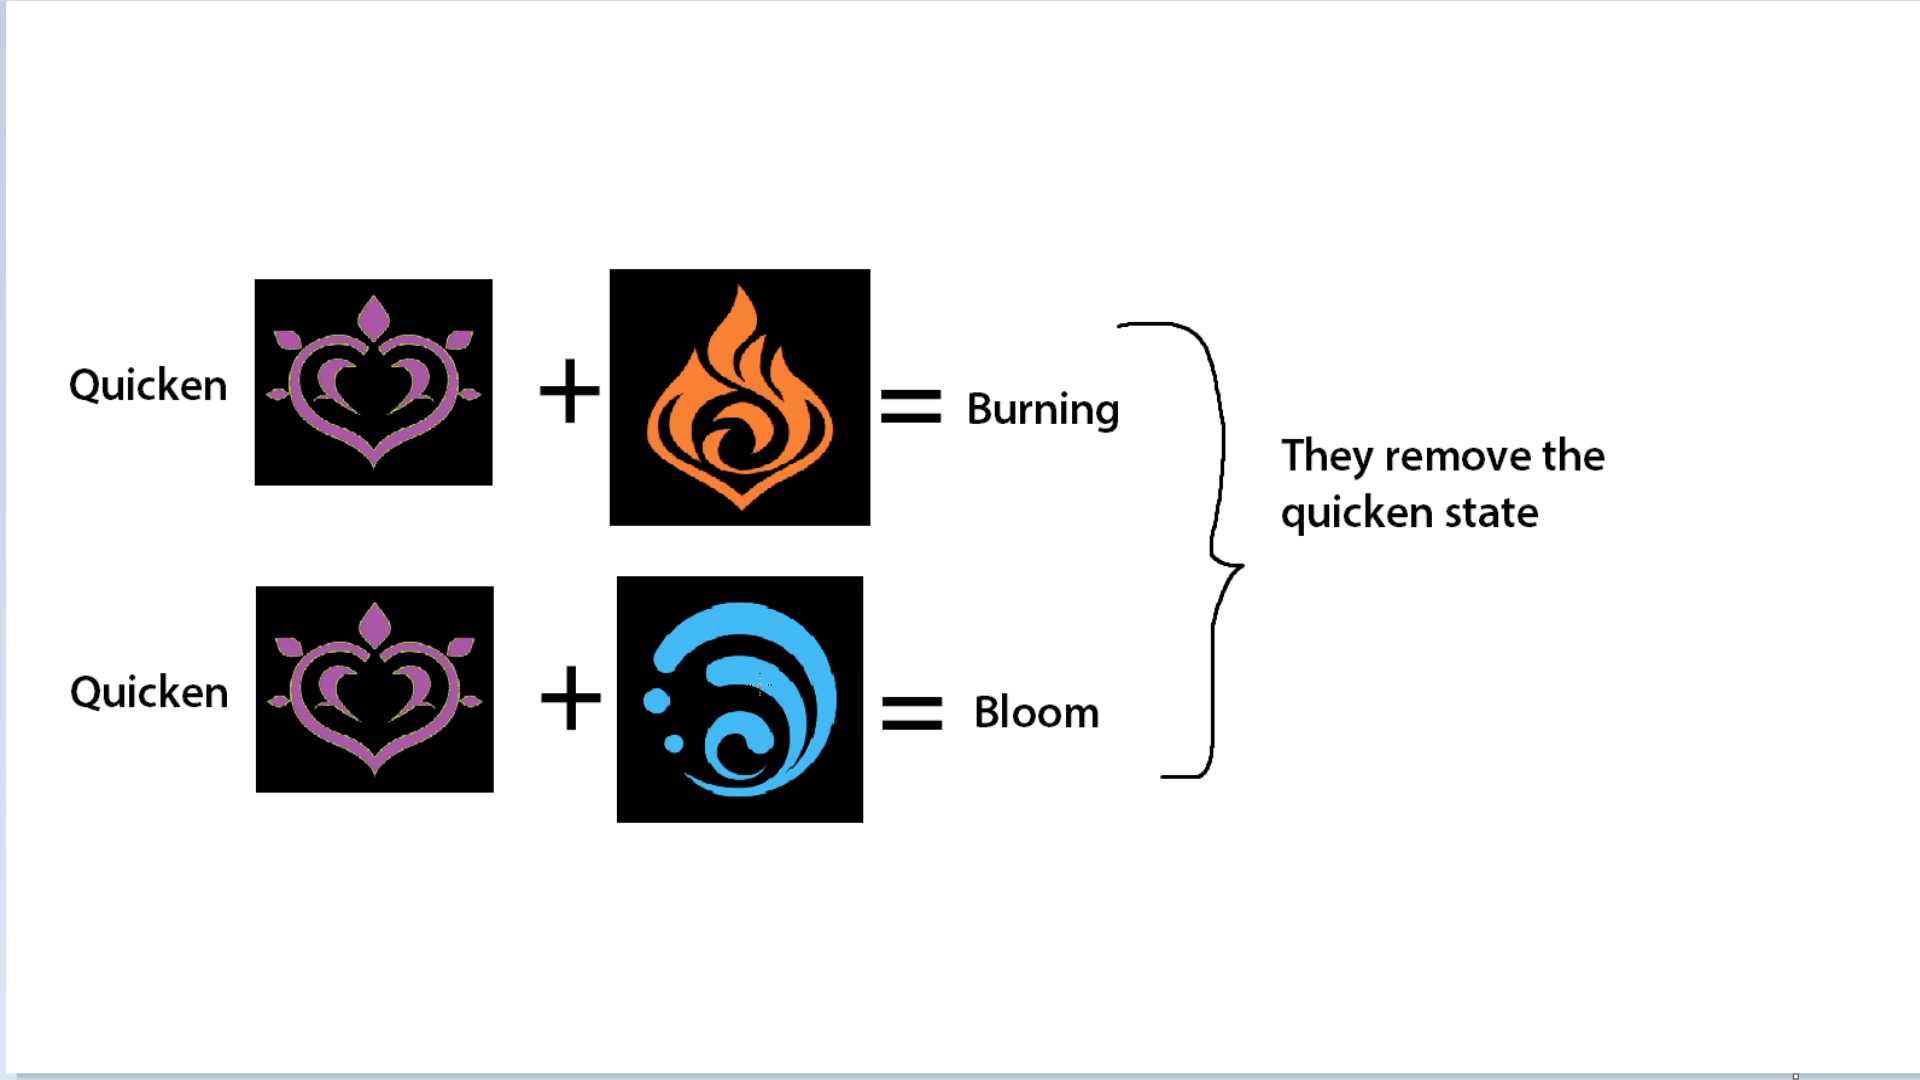 Quicken + = Burning
They remove the
quicken state
Quicken + = Bloom